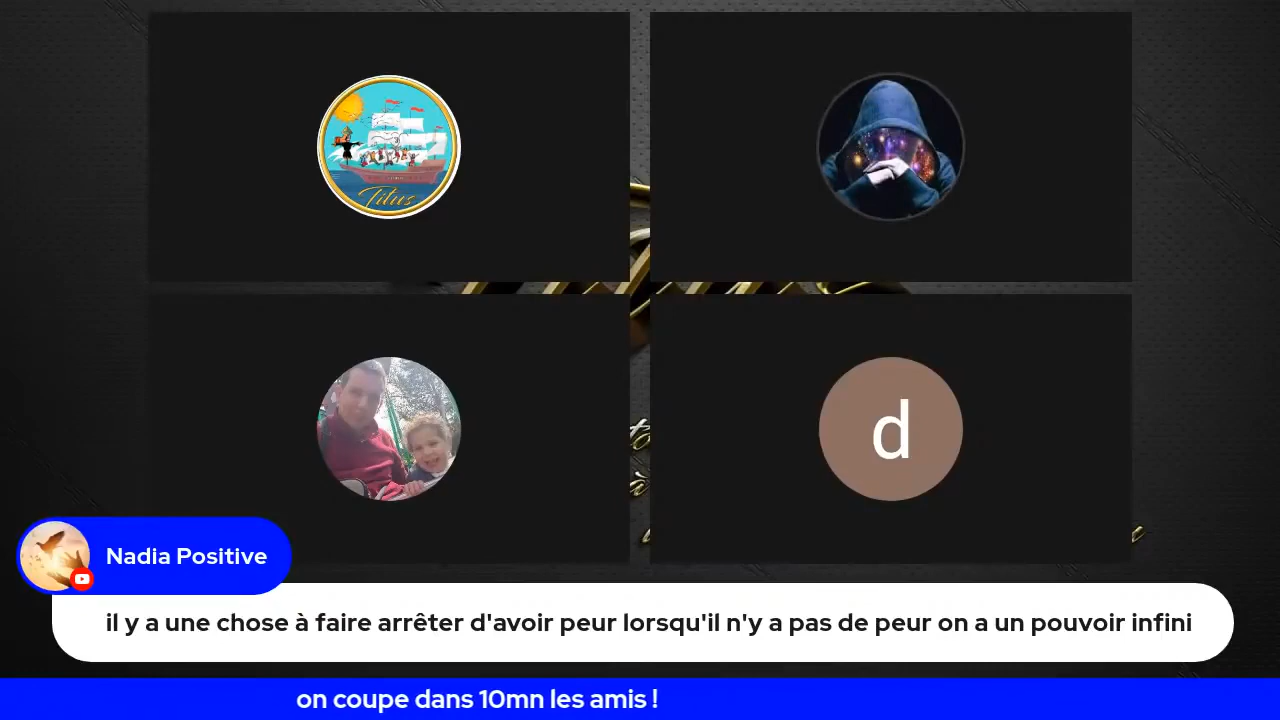 Titus
d
Nadia Positive
il y a une chose à faire arrêter d'avoir peur lorsqu'il n'y a pas de peur on a un pouvoir infini
on coupe dans 10mn les amis !